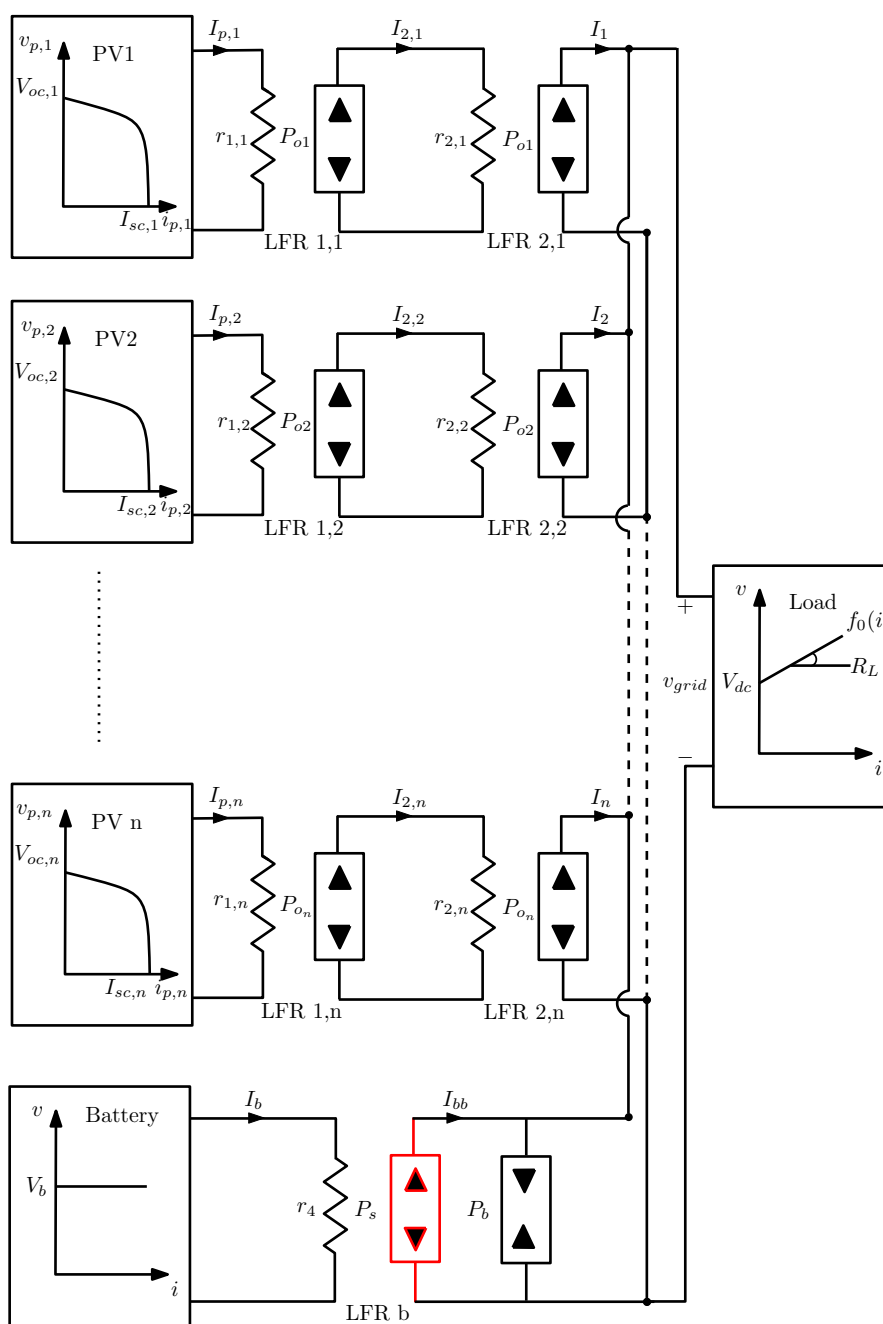 v_{p,1} PV1 I_{p,1} I_{2,1} I_1
V_{oc,1} r_{1,1} P_{o1} r_{2,1} P_{o1}
I_{sc,1} i_{p,1} LFR 1,1 LFR 2,1
v_{p,2} PV2 I_{p,2} I_{2,2} I_2
V_{oc,2} r_{1,2} P_{o2} r_{2,2} P_{o2}
I_{sc,2} i_{p,2} LFR 1,2 LFR 2,2
v Load
+ f_0(i
v_{grid} V_{dc} R_L
− i
v_{p,n} PV n I_{p,n} I_{2,n} I_n
V_{oc,n} r_{1,n} P_{o_n} r_{2,n} P_{o_n}
I_{sc,n} i_{p,n} LFR 1,n LFR 2,n
v Battery I_b I_{bb}
V_b r_4 P_s P_b
i LFR b